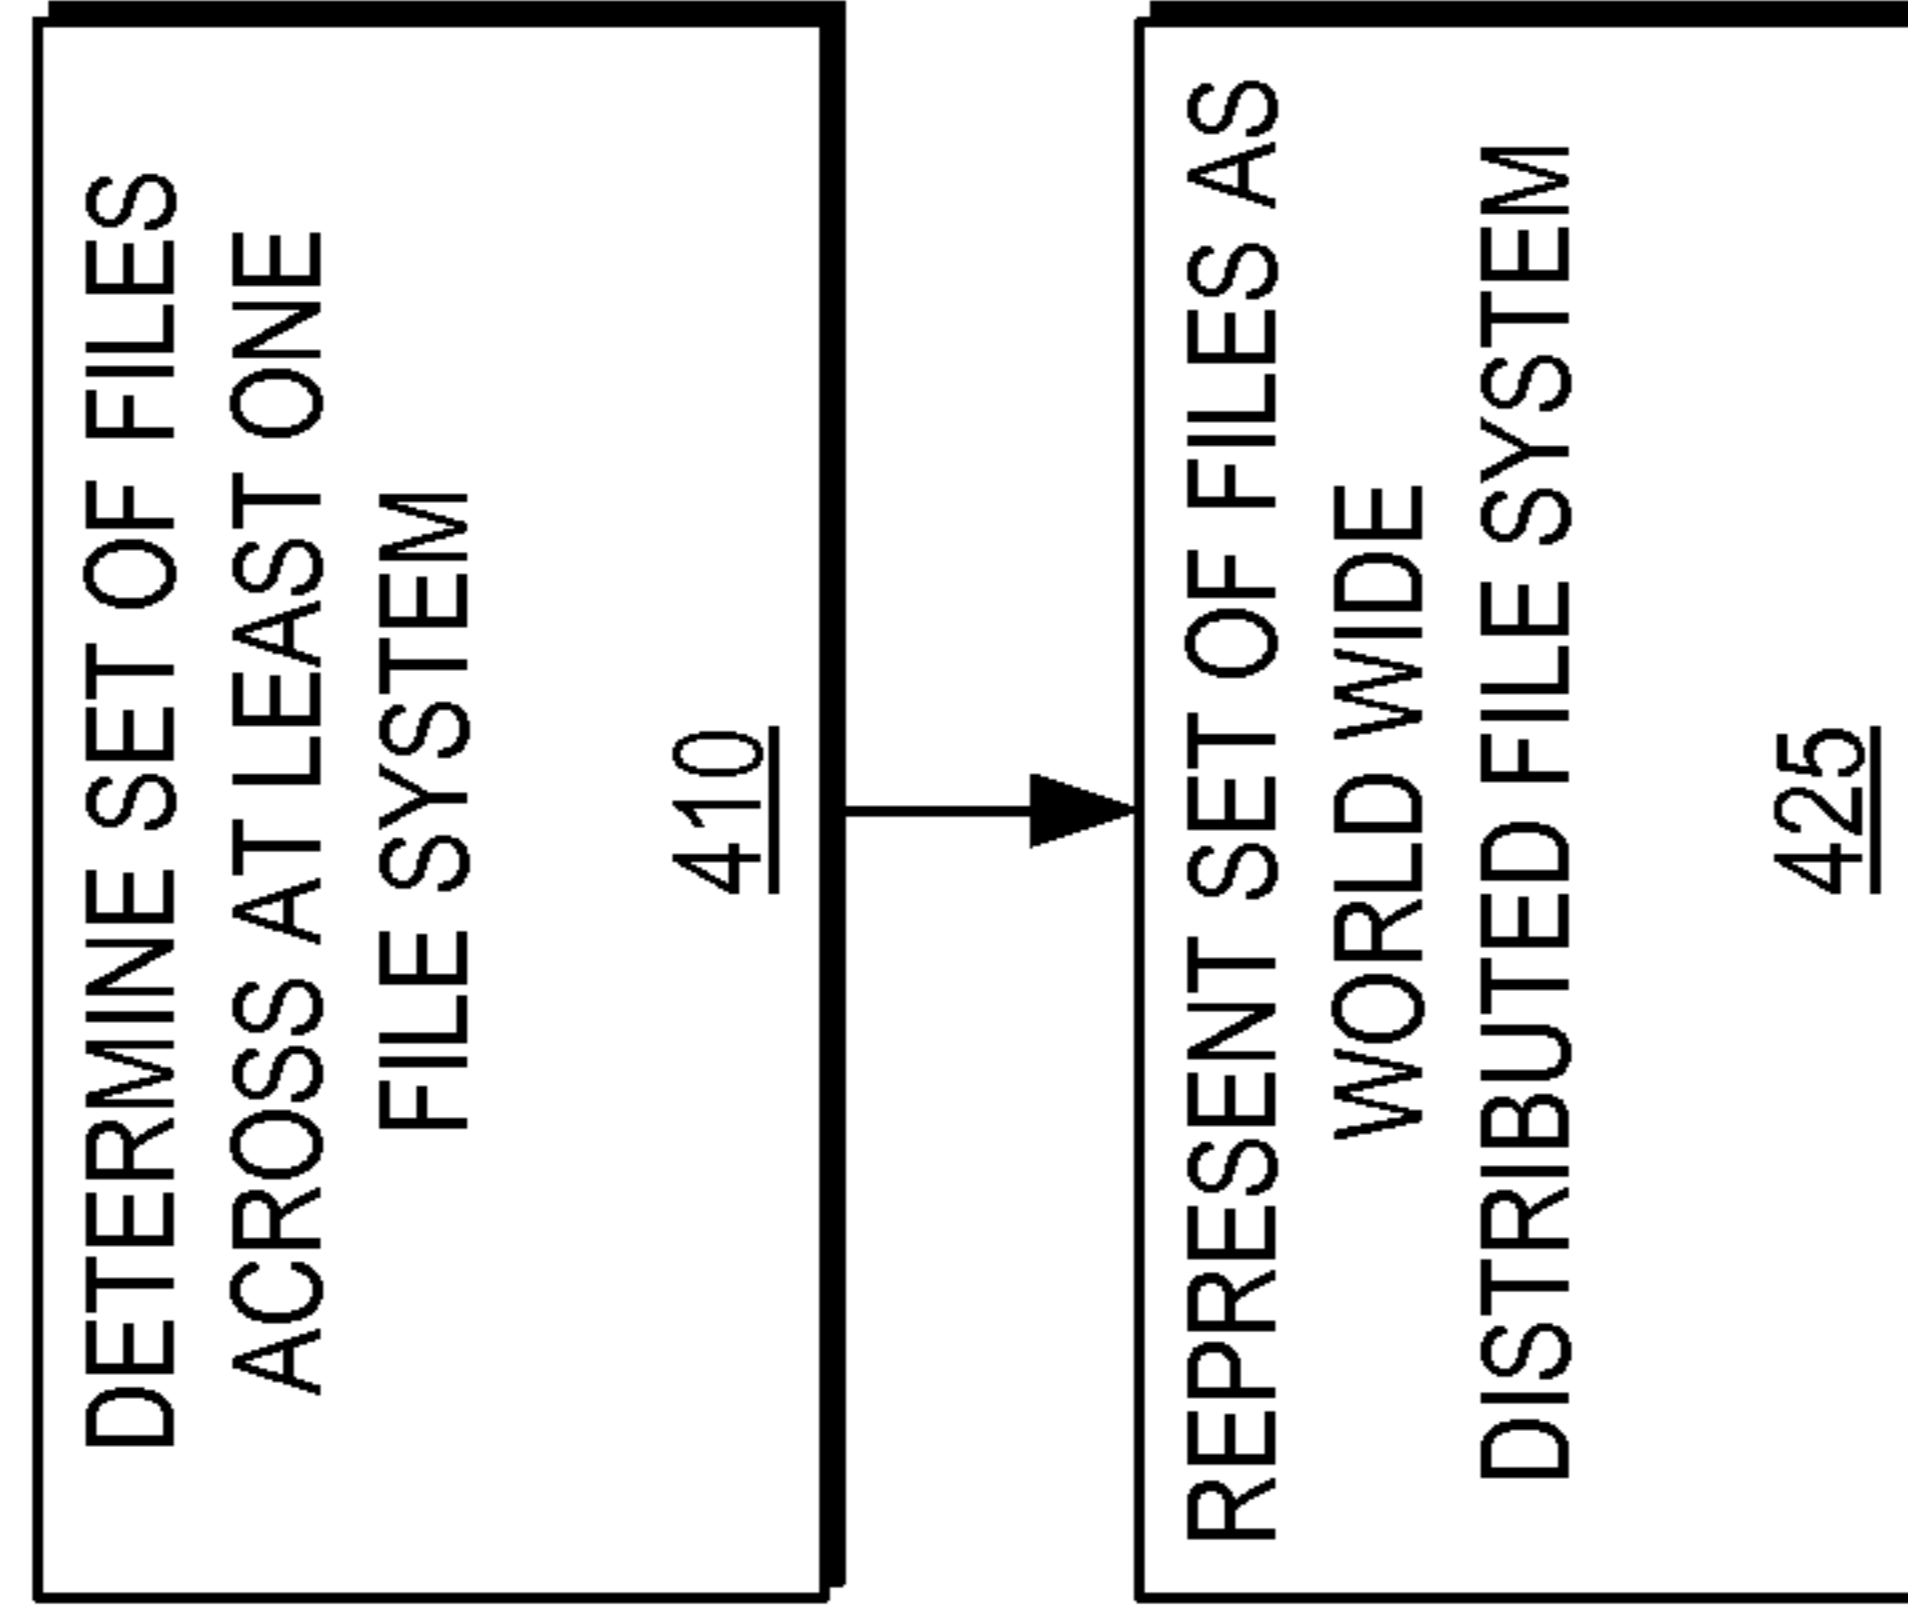 DETERMINE SET OF FILES
ACROSS AT LEAST ONE
FILE SYSTEM
410
REPRESENT SET OF FILES AS
WORLD WIDE
DISTRIBUTED FILE SYSTEM
425